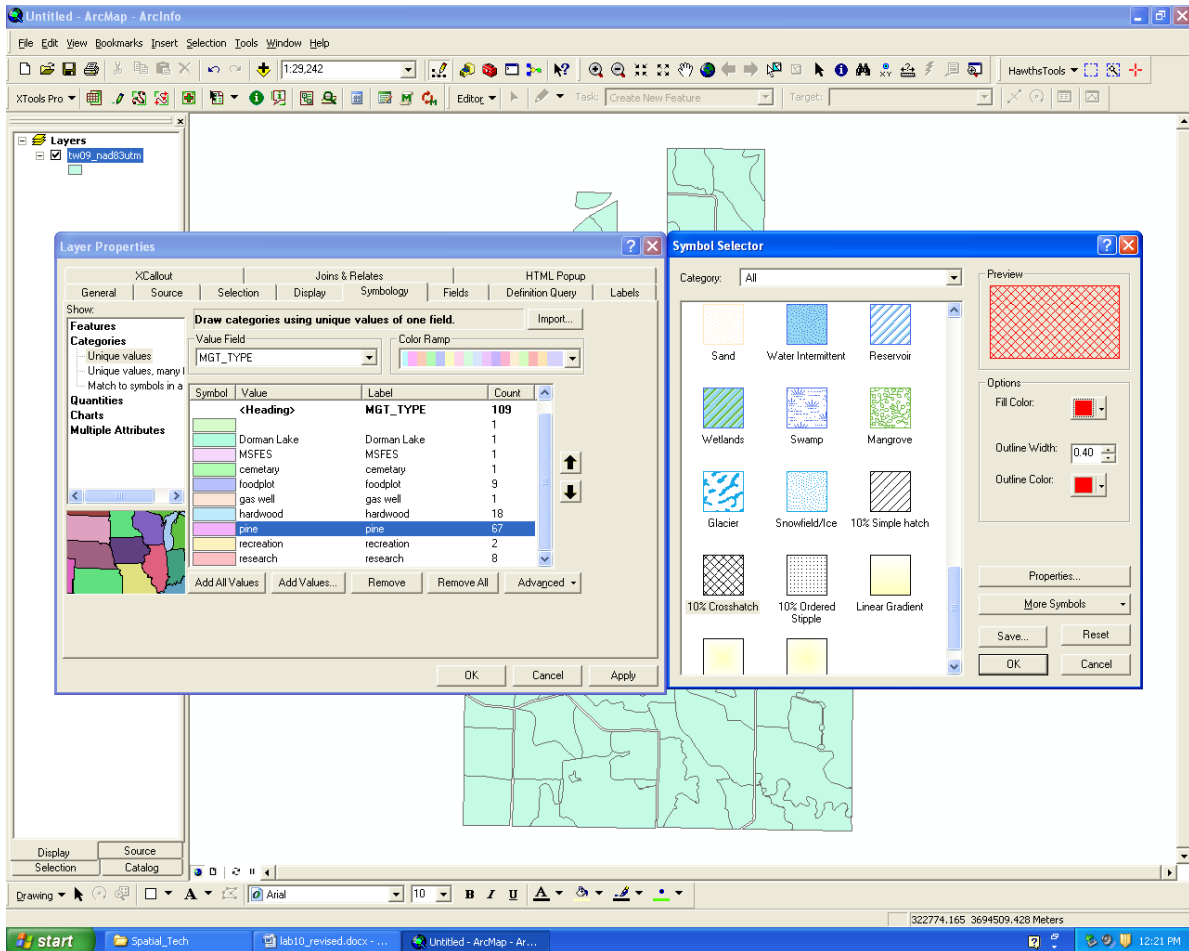 Untitled - ArcMap - ArcInfo
File Edit View Bookmarks Insert Selection Tools Window Help
1:29,242
HawthsTools
XTools Pro
Editor
Task: Create New Feature
Target:
Layers
tw09_nad83utm
Layer Properties
XCallout Joins & Relates HTML Popup
General Source Selection Display Symbology Fields Definition Query Labels
Show:
Features
Categories
Unique values
Unique values, many
Match to symbols in a
Quantities
Charts
Multiple Attributes
Draw categories using unique values of one field.
Import...
Value Field
MGT_TYPE
Color Ramp
Symbol Value Label Count
<Heading> MGT_TYPE 109
1
Dorman Lake Dorman Lake 1
MSFES MSFES 1
cemetary cemetary 1
foodplot foodplot 9
gas well gas well 1
hardwood hardwood 18
pine pine 67
recreation recreation 2
research research 8
Add All Values Add Values... Remove Remove All Advanced
OK Cancel Apply
Symbol Selector
Category: All
Sand Water Intermittent Reservoir
Wetlands Swamp Mangrove
Glacier Snowfield/Ice 10% Simple hatch
10% Crosshatch 10% Ordered Stipple Linear Gradient
Preview
Options
Fill Color:
Outline Width: 0.40
Outline Color:
Properties...
More Symbols
Save... Reset
OK Cancel
Display Source
Selection Catalog
Drawing A Arial 10 B I U A
322774.165 3694509.428 Meters
start Spatial_Tech lab10_revised.docx - ... Untitled - ArcMap - Ar... 12:21 PM